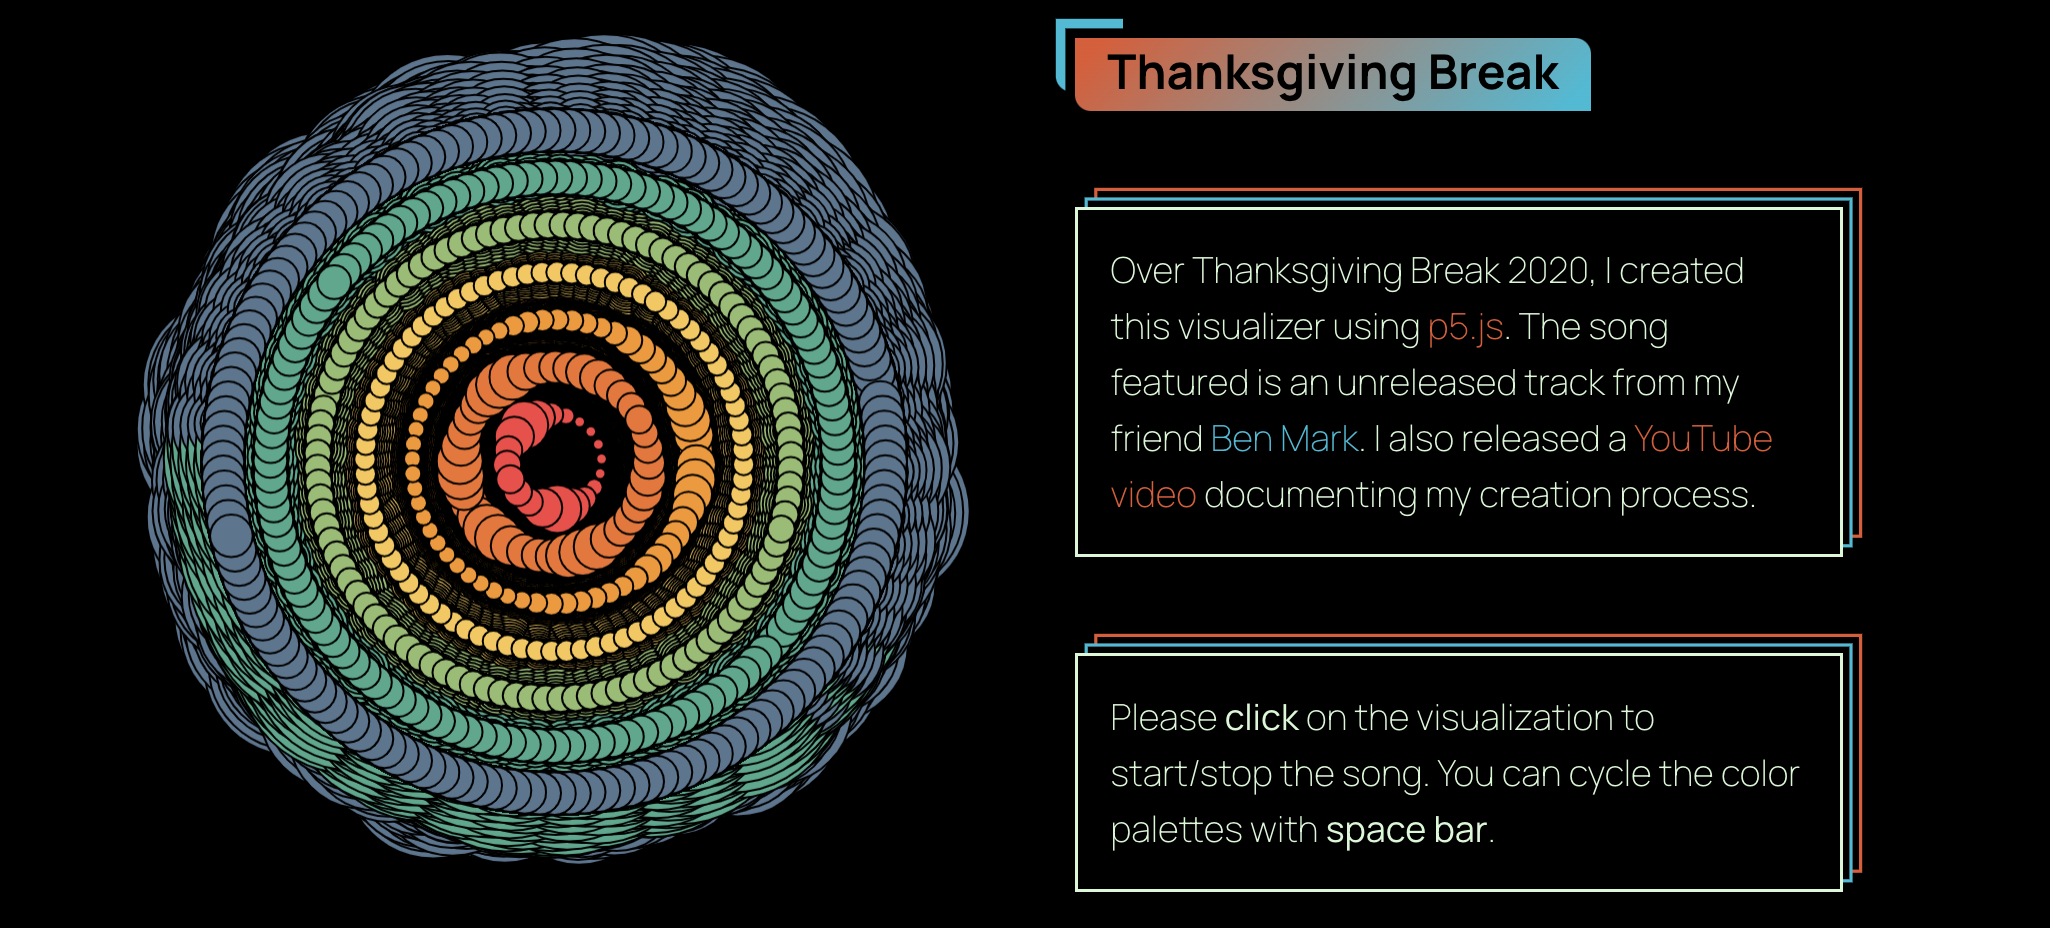 Thanksgiving Break
Over Thanksgiving Break 2020, I created
this visualizer using p5.js. The song
featured is an unreleased track from my
friend Ben Mark. I also released a YouTube
video documenting my creation process.
Please click on the visualization to
start/stop the song. You can cycle the color
palettes with space bar.